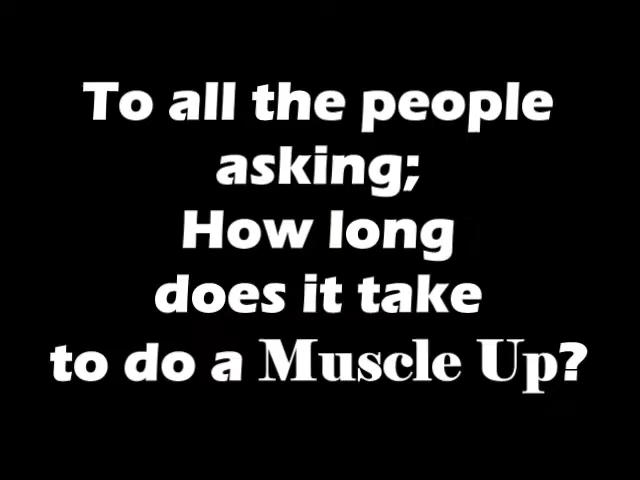 To all the people
asking;
How long
does it take
to do a Muscle Up?